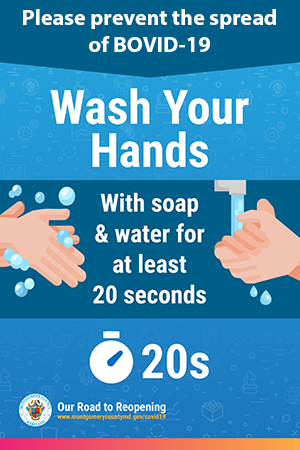 Please prevent the spread
of BOVID-19
Wash Your
Hands
With soap
& water for
at least
20 seconds
20s
Our Road to Reopening
www.montgomerycountymd.gov/covid19